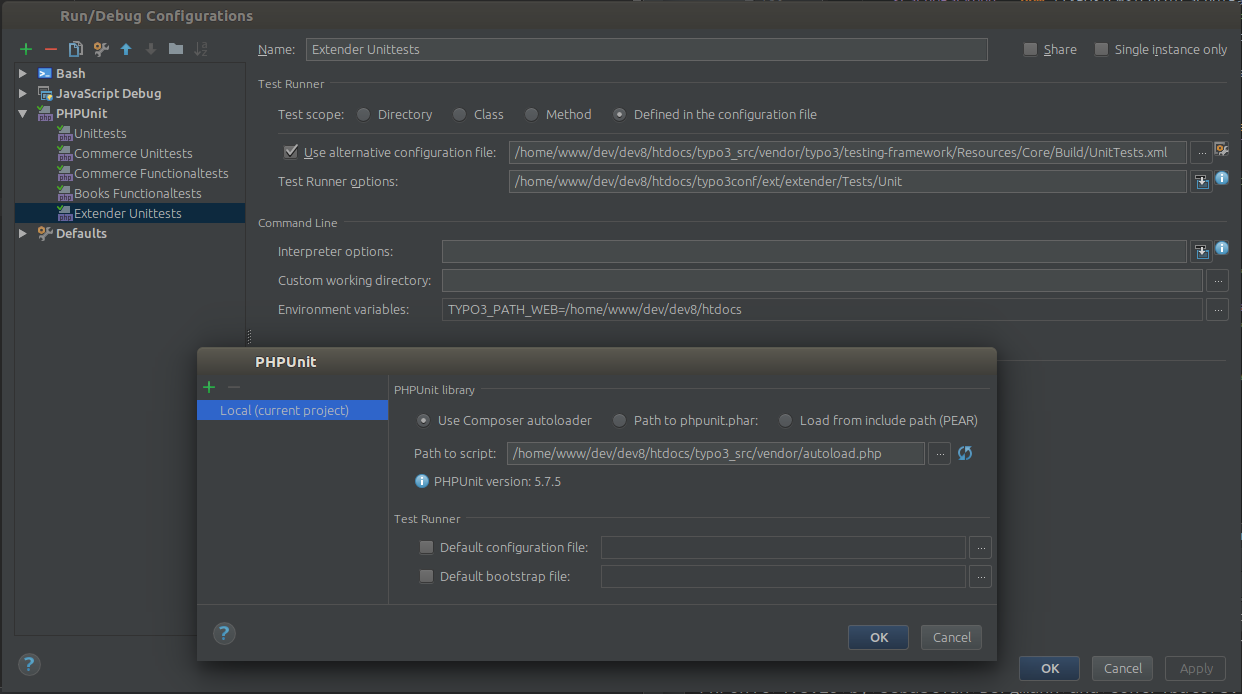 Run/Debug Configurations
Name: Extender Unittests
Share
Single instance only
Bash
JavaScript Debug
PHPUnit
Unittests
Commerce Unittests
Commerce Functionaltests
Books Functionaltests
Extender Unittests
Defaults
Test Runner
Test scope: Directory Class Method Defined in the configuration file
Use alternative configuration file: /home/www/dev/dev8/htdocs/typo3_src/vendor/typo3/testing-framework/Resources/Core/Build/UnitTests.xml
Test Runner options: /home/www/dev/dev8/htdocs/typo3conf/ext/extender/Tests/Unit
Command Line
Interpreter options:
Custom working directory:
Environment variables: TYPO3_PATH_WEB=/home/www/dev/dev8/htdocs
PHPUnit
Local (current project)
PHPUnit library
Use Composer autoloader Path to phpunit.phar: Load from include path (PEAR)
Path to script: /home/www/dev/dev8/htdocs/typo3_src/vendor/autoload.php
PHPUnit version: 5.7.5
Test Runner
Default configuration file:
Default bootstrap file:
OK Cancel
OK Cancel Apply